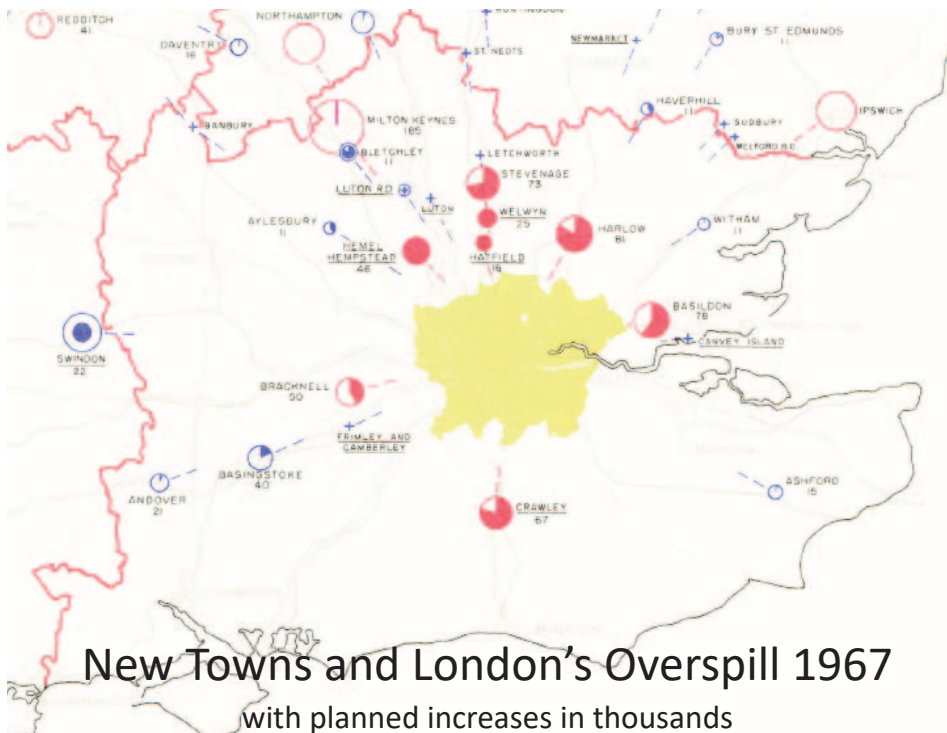 REDDITCH
41
NORTHAMPTON
HUNTINGDON
DAVENTRY
16
ST. NEOTS
NEWMARKET
BURY ST. EDMUNDS
11
BANBURY
MILTON KEYNES
185
HAVERHILL
11
IPSWICH
SUDBURY
MELFORD R.D.
BLETCHLEY
11
LETCHWORTH
STEVENAGE
73
LUTON R.D.
LUTON
WELWYN
25
AYLESBURY
11
HARLOW
81
WITHAM
11
HEMEL
HEMPSTEAD
46
HATFIELD
16
BASILDON
78
CANVEY ISLAND
SWINDON
22
BRACKNELL
50
FRIMLEY AND
CAMBERLEY
BASINGSTOKE
40
ANDOVER
21
ASHFORD
15
CRAWLEY
67
New Towns and London's Overspill 1967
with planned increases in thousands